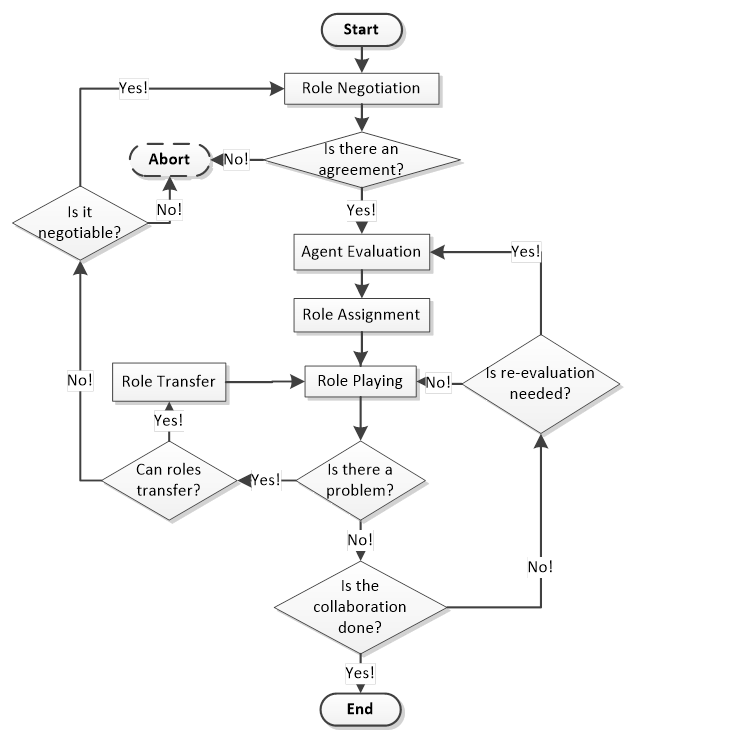 Start
Yes!
Role Negotiation
Is there an
agreement?
No!
Abort
Is it
negotiable?
No!
Yes!
Agent Evaluation
Yes!
Role Assignment
Role Transfer
Role Playing
No!
Is re-evaluation
needed?
No!
Yes!
Can roles
transfer?
Yes!
Is there a
problem?
No!
Is the
collaboration
done?
No!
Yes!
End